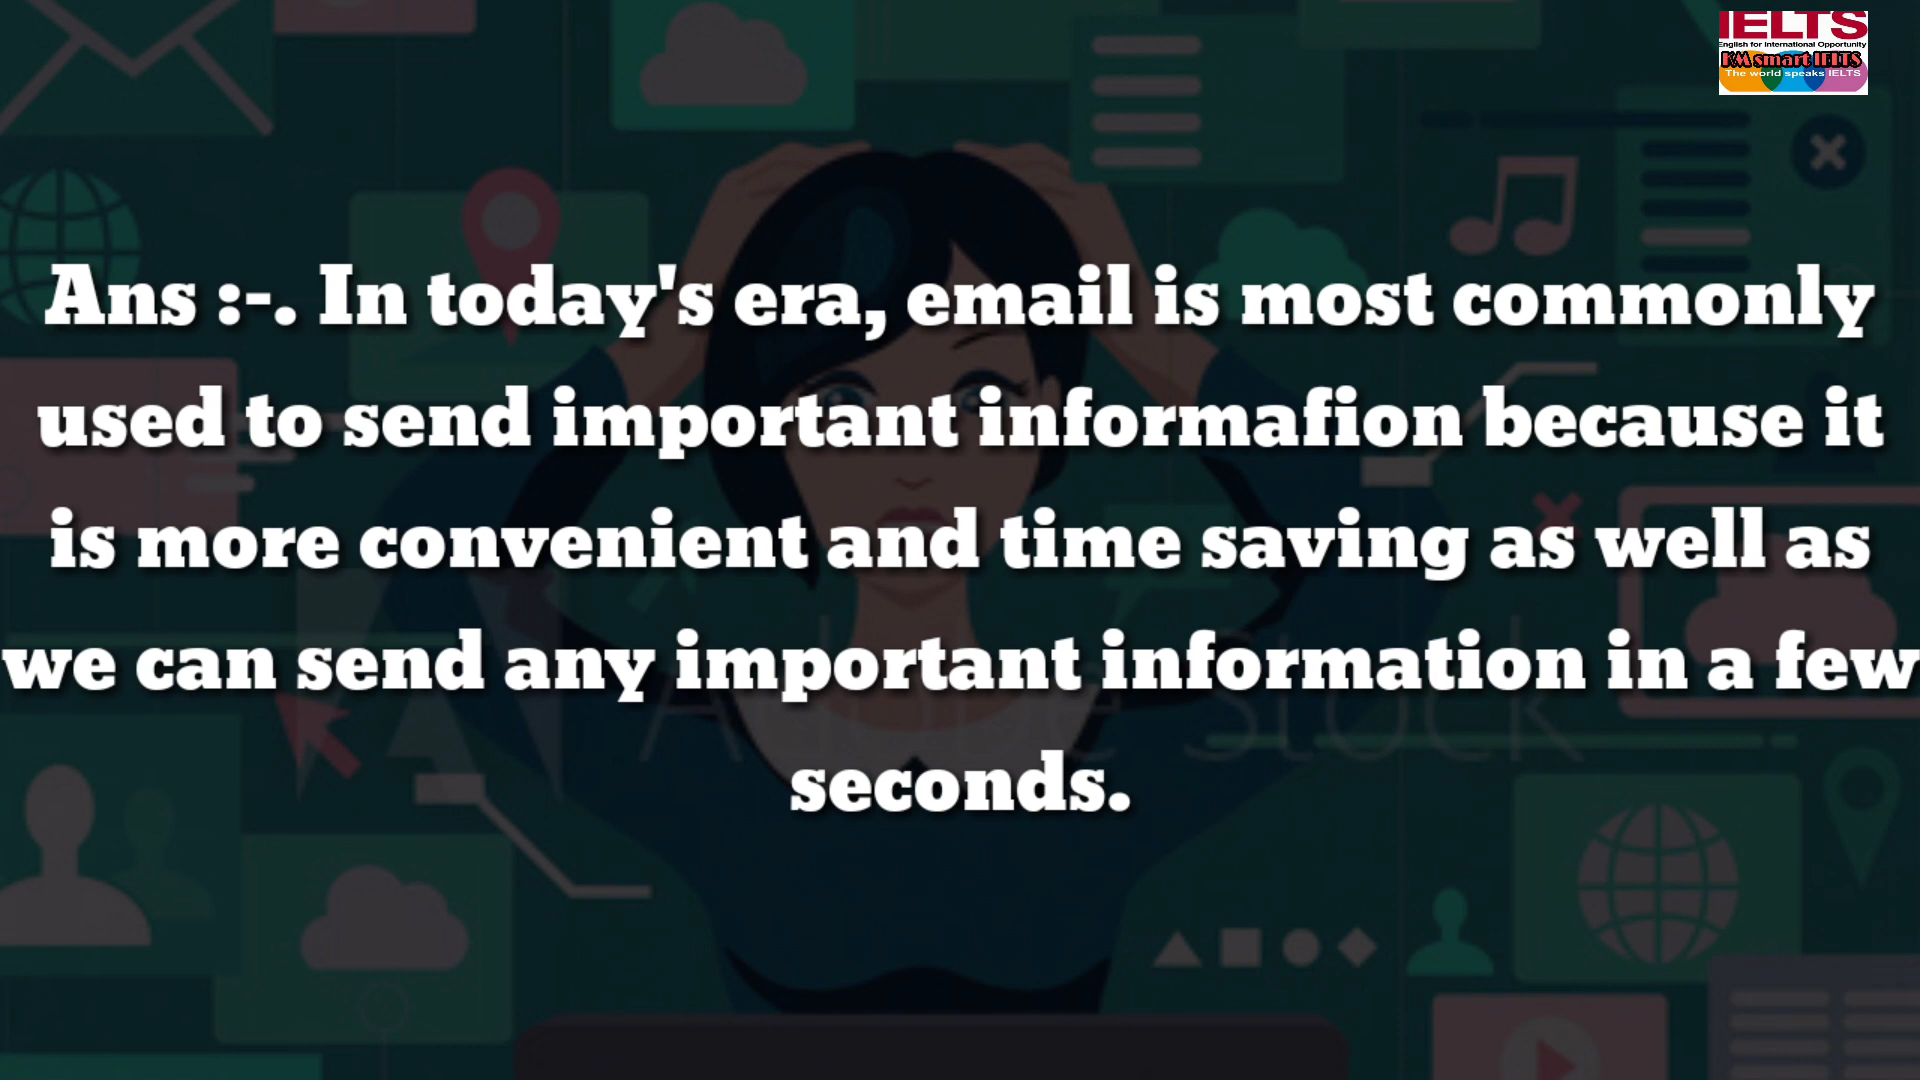 IELTS
English for International Opportunity
KM smart IELTS
The world speaks IELTS
Ans :-. In today's era, email is most commonly
used to send important informafion because it
is more convenient and time saving as well as
we can send any important information in a few
seconds.
Adobe Stock